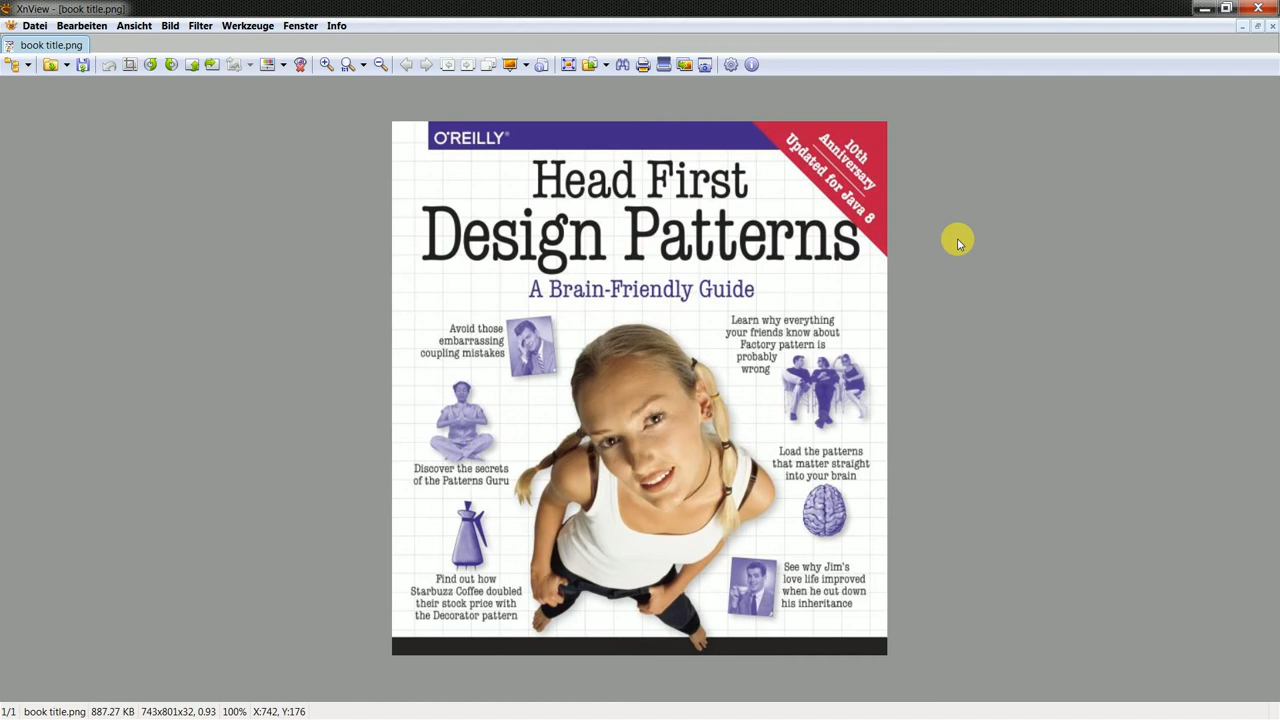 XnView - [book title.png]
Datei Bearbeiten Ansicht Bild Filter Werkzeuge Fenster Info
book title.png
O'REILLY®
10th
Anniversary
Updated for Java 8
Head First
Design Patterns
A Brain-Friendly Guide
Avoid those
embarrassing
coupling mistakes
Learn why everything
your friends know about
Factory pattern is
probably
wrong
Discover the secrets
of the Patterns Guru
Load the patterns
that matter straight
into your brain
Find out how
Starbuzz Coffee doubled
their stock price with
the Decorator pattern
See why Jim's
love life improved
when he cut down
his inheritance
1/1 book title.png 887.27 KB 743x801x32, 0.93 100% X:742, Y:176